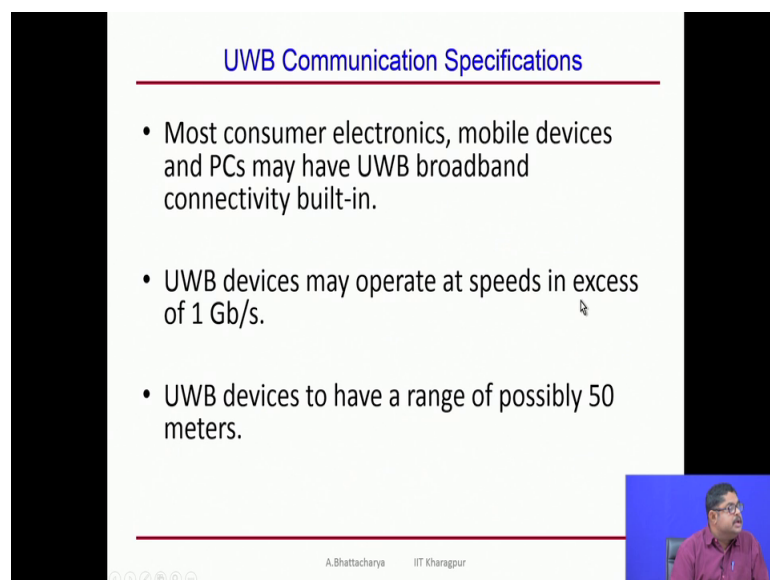 UWB Communication Specifications
• Most consumer electronics, mobile devices
and PCs may have UWB broadband
connectivity built-in.
• UWB devices may operate at speeds in excess
of 1 Gb/s.
• UWB devices to have a range of possibly 50
meters.
A.Bhattacharya IIT Kharagpur